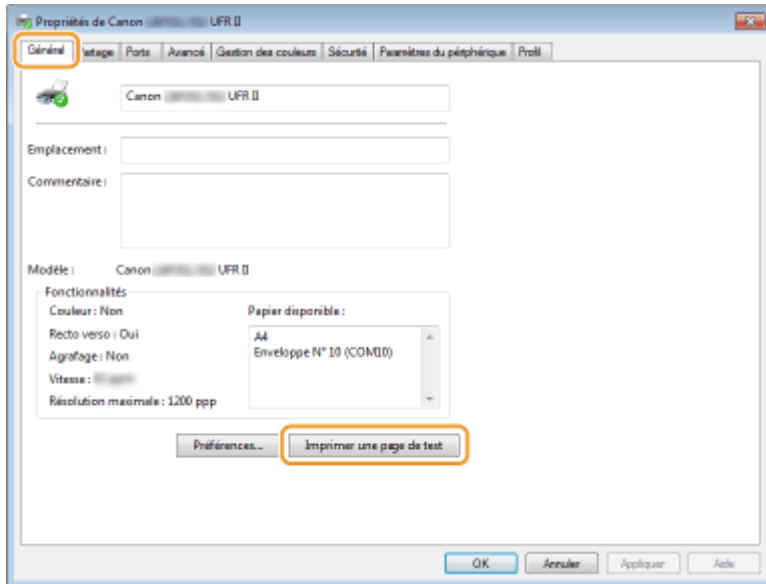 Propriétés de Canon UFR II
Général Partage Ports Avancé Gestion des couleurs Sécurité Paramètres du périphérique Profil
Canon UFR II
Emplacement :
Commentaire :
Modèle : Canon UFR II
Fonctionnalités
Couleur : Non Papier disponible :
Recto verso : Oui A4
Agrafage : Non Enveloppe N° 10 (COM10)
Vitesse :
Résolution maximale : 1200 ppp
Préférences... Imprimer une page de test
OK Annuler Appliquer Aide